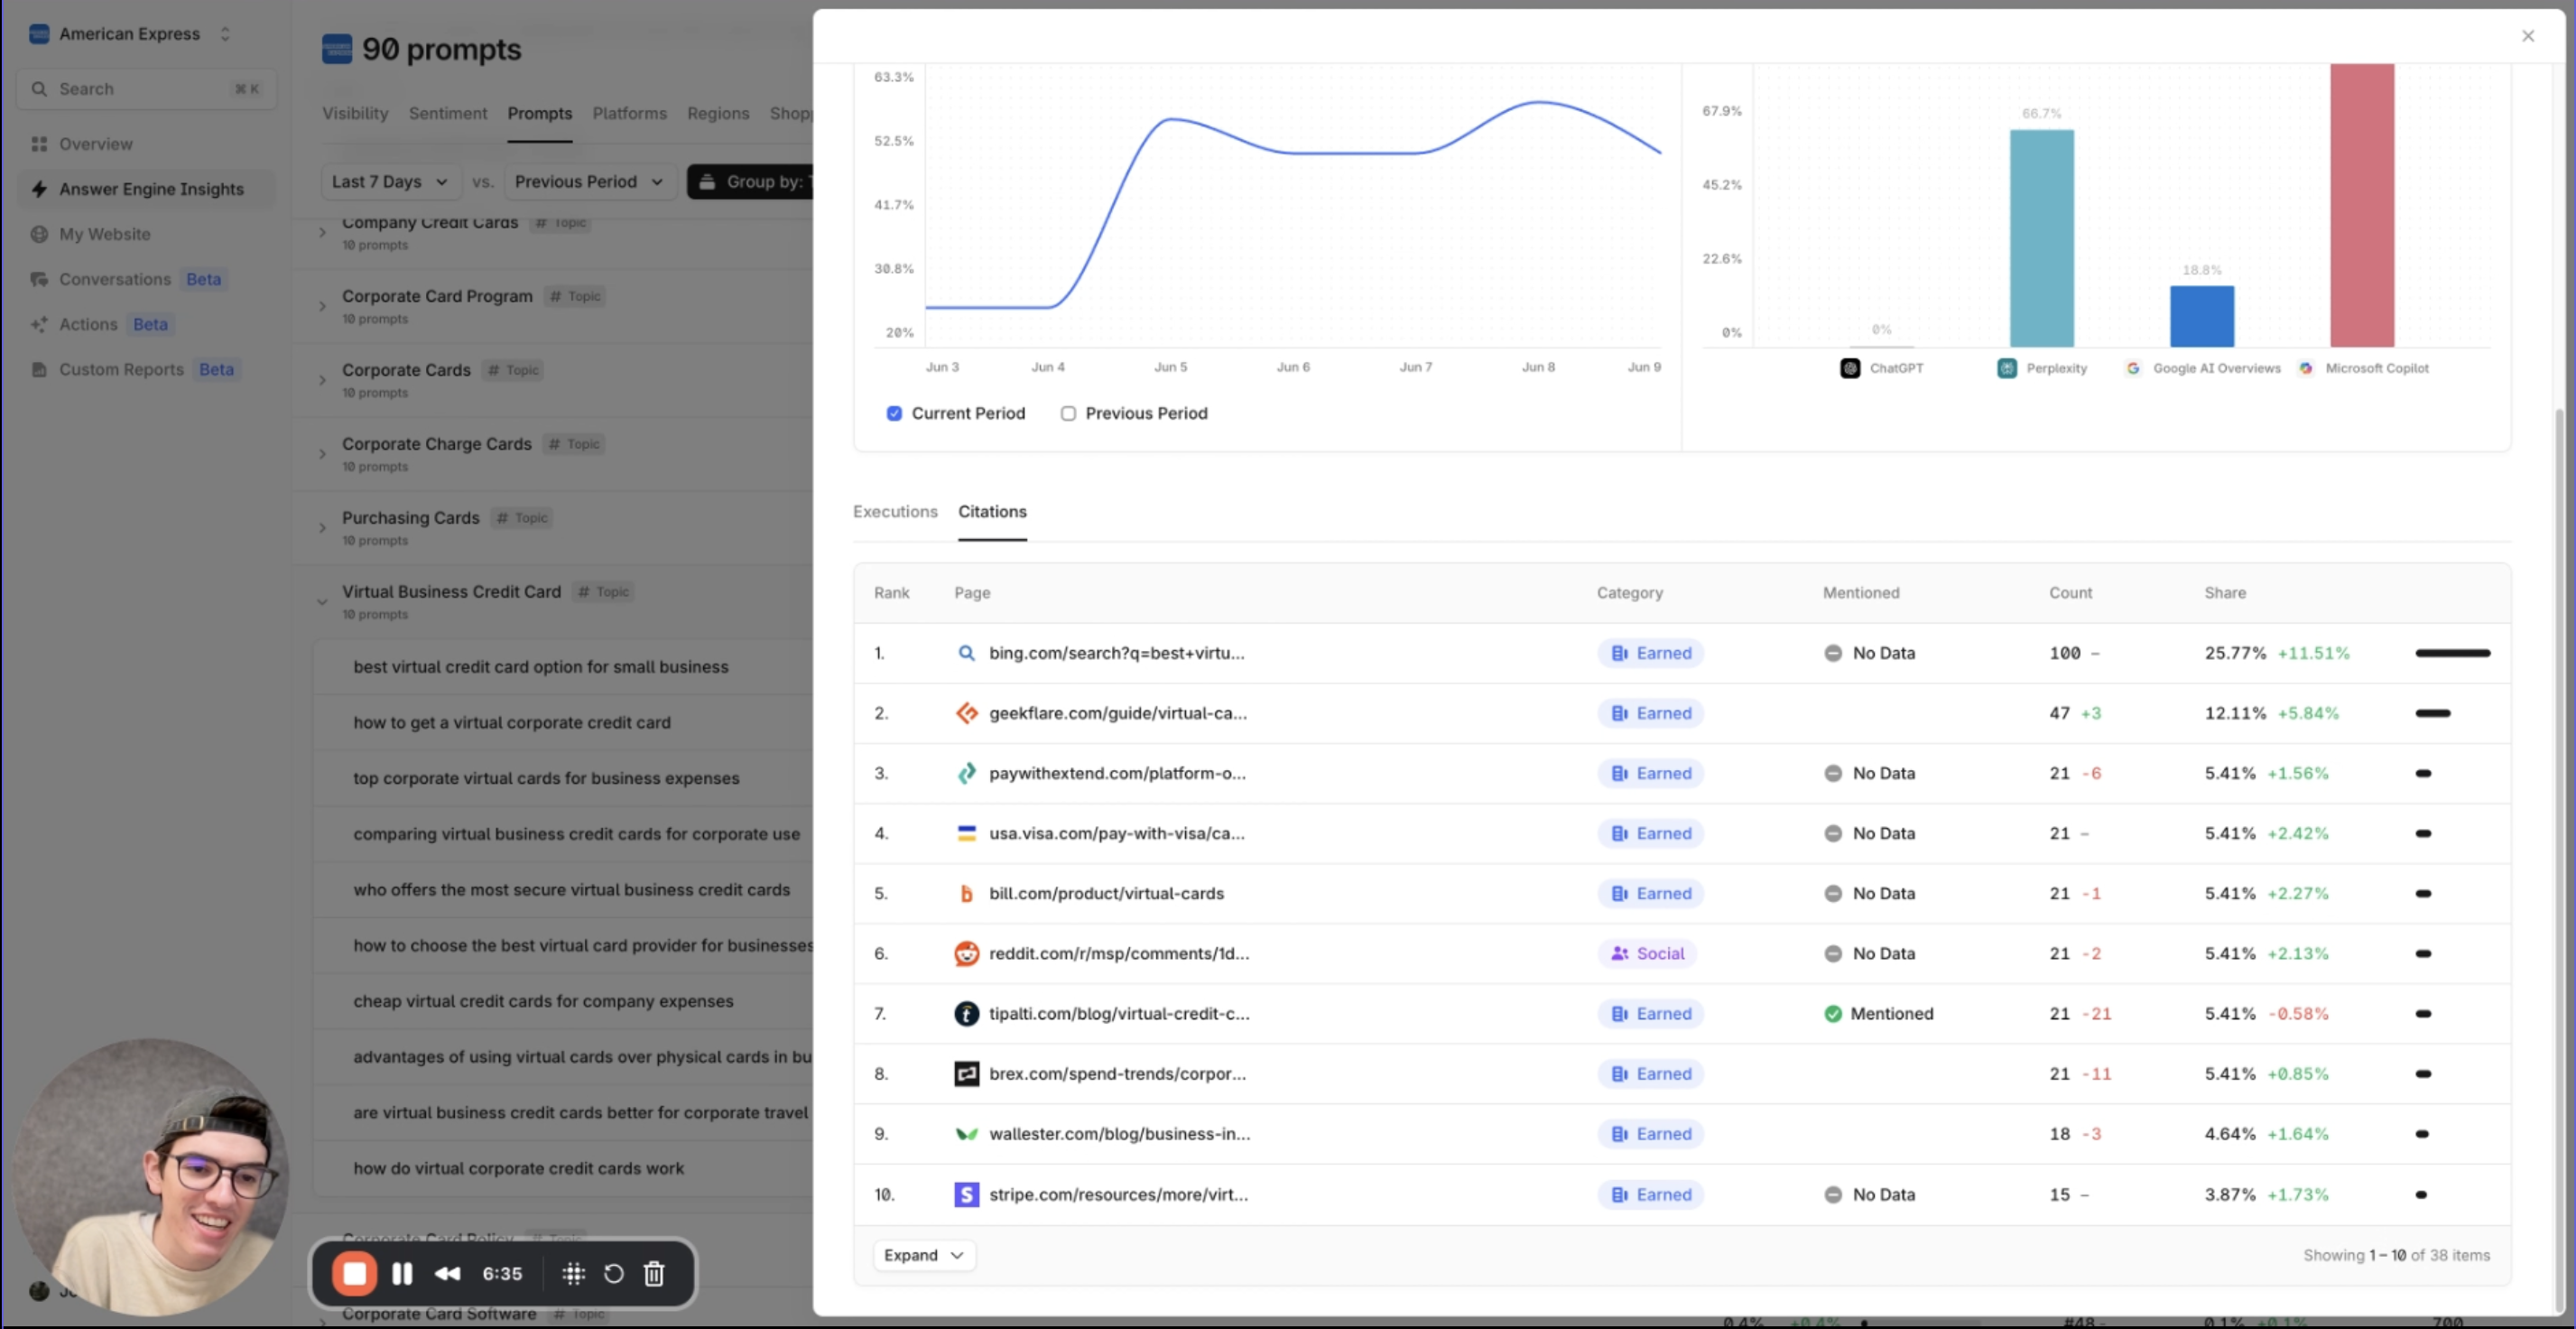 American Express
Search
⌘ K
Overview
Answer Engine Insights
My Website
Conversations Beta
Actions Beta
Custom Reports Beta
90 prompts
Visibility Sentiment Prompts Platforms Regions
Last 7 Days vs. Previous Period Group by:
Company Credit Cards # Topic
10 prompts
Corporate Card Program # Topic
10 prompts
Corporate Cards # Topic
10 prompts
Corporate Charge Cards # Topic
10 prompts
Purchasing Cards # Topic
10 prompts
Virtual Business Credit Card # Topic
10 prompts
best virtual credit card option for small business
how to get a virtual corporate credit card
top corporate virtual cards for business expenses
comparing virtual business credit cards for corporate use
who offers the most secure virtual business credit cards
how to choose the best virtual card provider for businesses
cheap virtual credit cards for company expenses
advantages of using virtual cards over physical cards in bu
are virtual business credit cards better for corporate travel
how do virtual corporate credit cards work
Corporate Card Policy # Topic
6:35
Corporate Card Software # Topic
63.3%
52.5%
41.7%
30.8%
20%
Jun 3 Jun 4 Jun 5 Jun 6 Jun 7 Jun 8 Jun 9
Current Period Previous Period
67.9%
45.2%
22.6%
0%
0% 66.7% 18.8%
ChatGPT Perplexity Google AI Overviews Microsoft Copilot
Executions Citations
Rank Page Category Mentioned Count Share
1. bing.com/search?q=best+virtu... Earned No Data 100 – 25.77% +11.51%
2. geekflare.com/guide/virtual-ca... Earned 47 +3 12.11% +5.84%
3. paywithextend.com/platform-o... Earned No Data 21 -6 5.41% +1.56%
4. usa.visa.com/pay-with-visa/ca... Earned No Data 21 – 5.41% +2.42%
5. bill.com/product/virtual-cards Earned No Data 21 -1 5.41% +2.27%
6. reddit.com/r/msp/comments/1d... Social No Data 21 -2 5.41% +2.13%
7. tipalti.com/blog/virtual-credit-c... Earned Mentioned 21 -21 5.41% -0.58%
8. brex.com/spend-trends/corpor... Earned 21 -11 5.41% +0.85%
9. wallester.com/blog/business-in... Earned 18 -3 4.64% +1.64%
10. stripe.com/resources/more/virt... Earned No Data 15 – 3.87% +1.73%
Expand
Showing 1 – 10 of 38 items
0.4% +0.4% #48 - 0.1% +0.1% 700